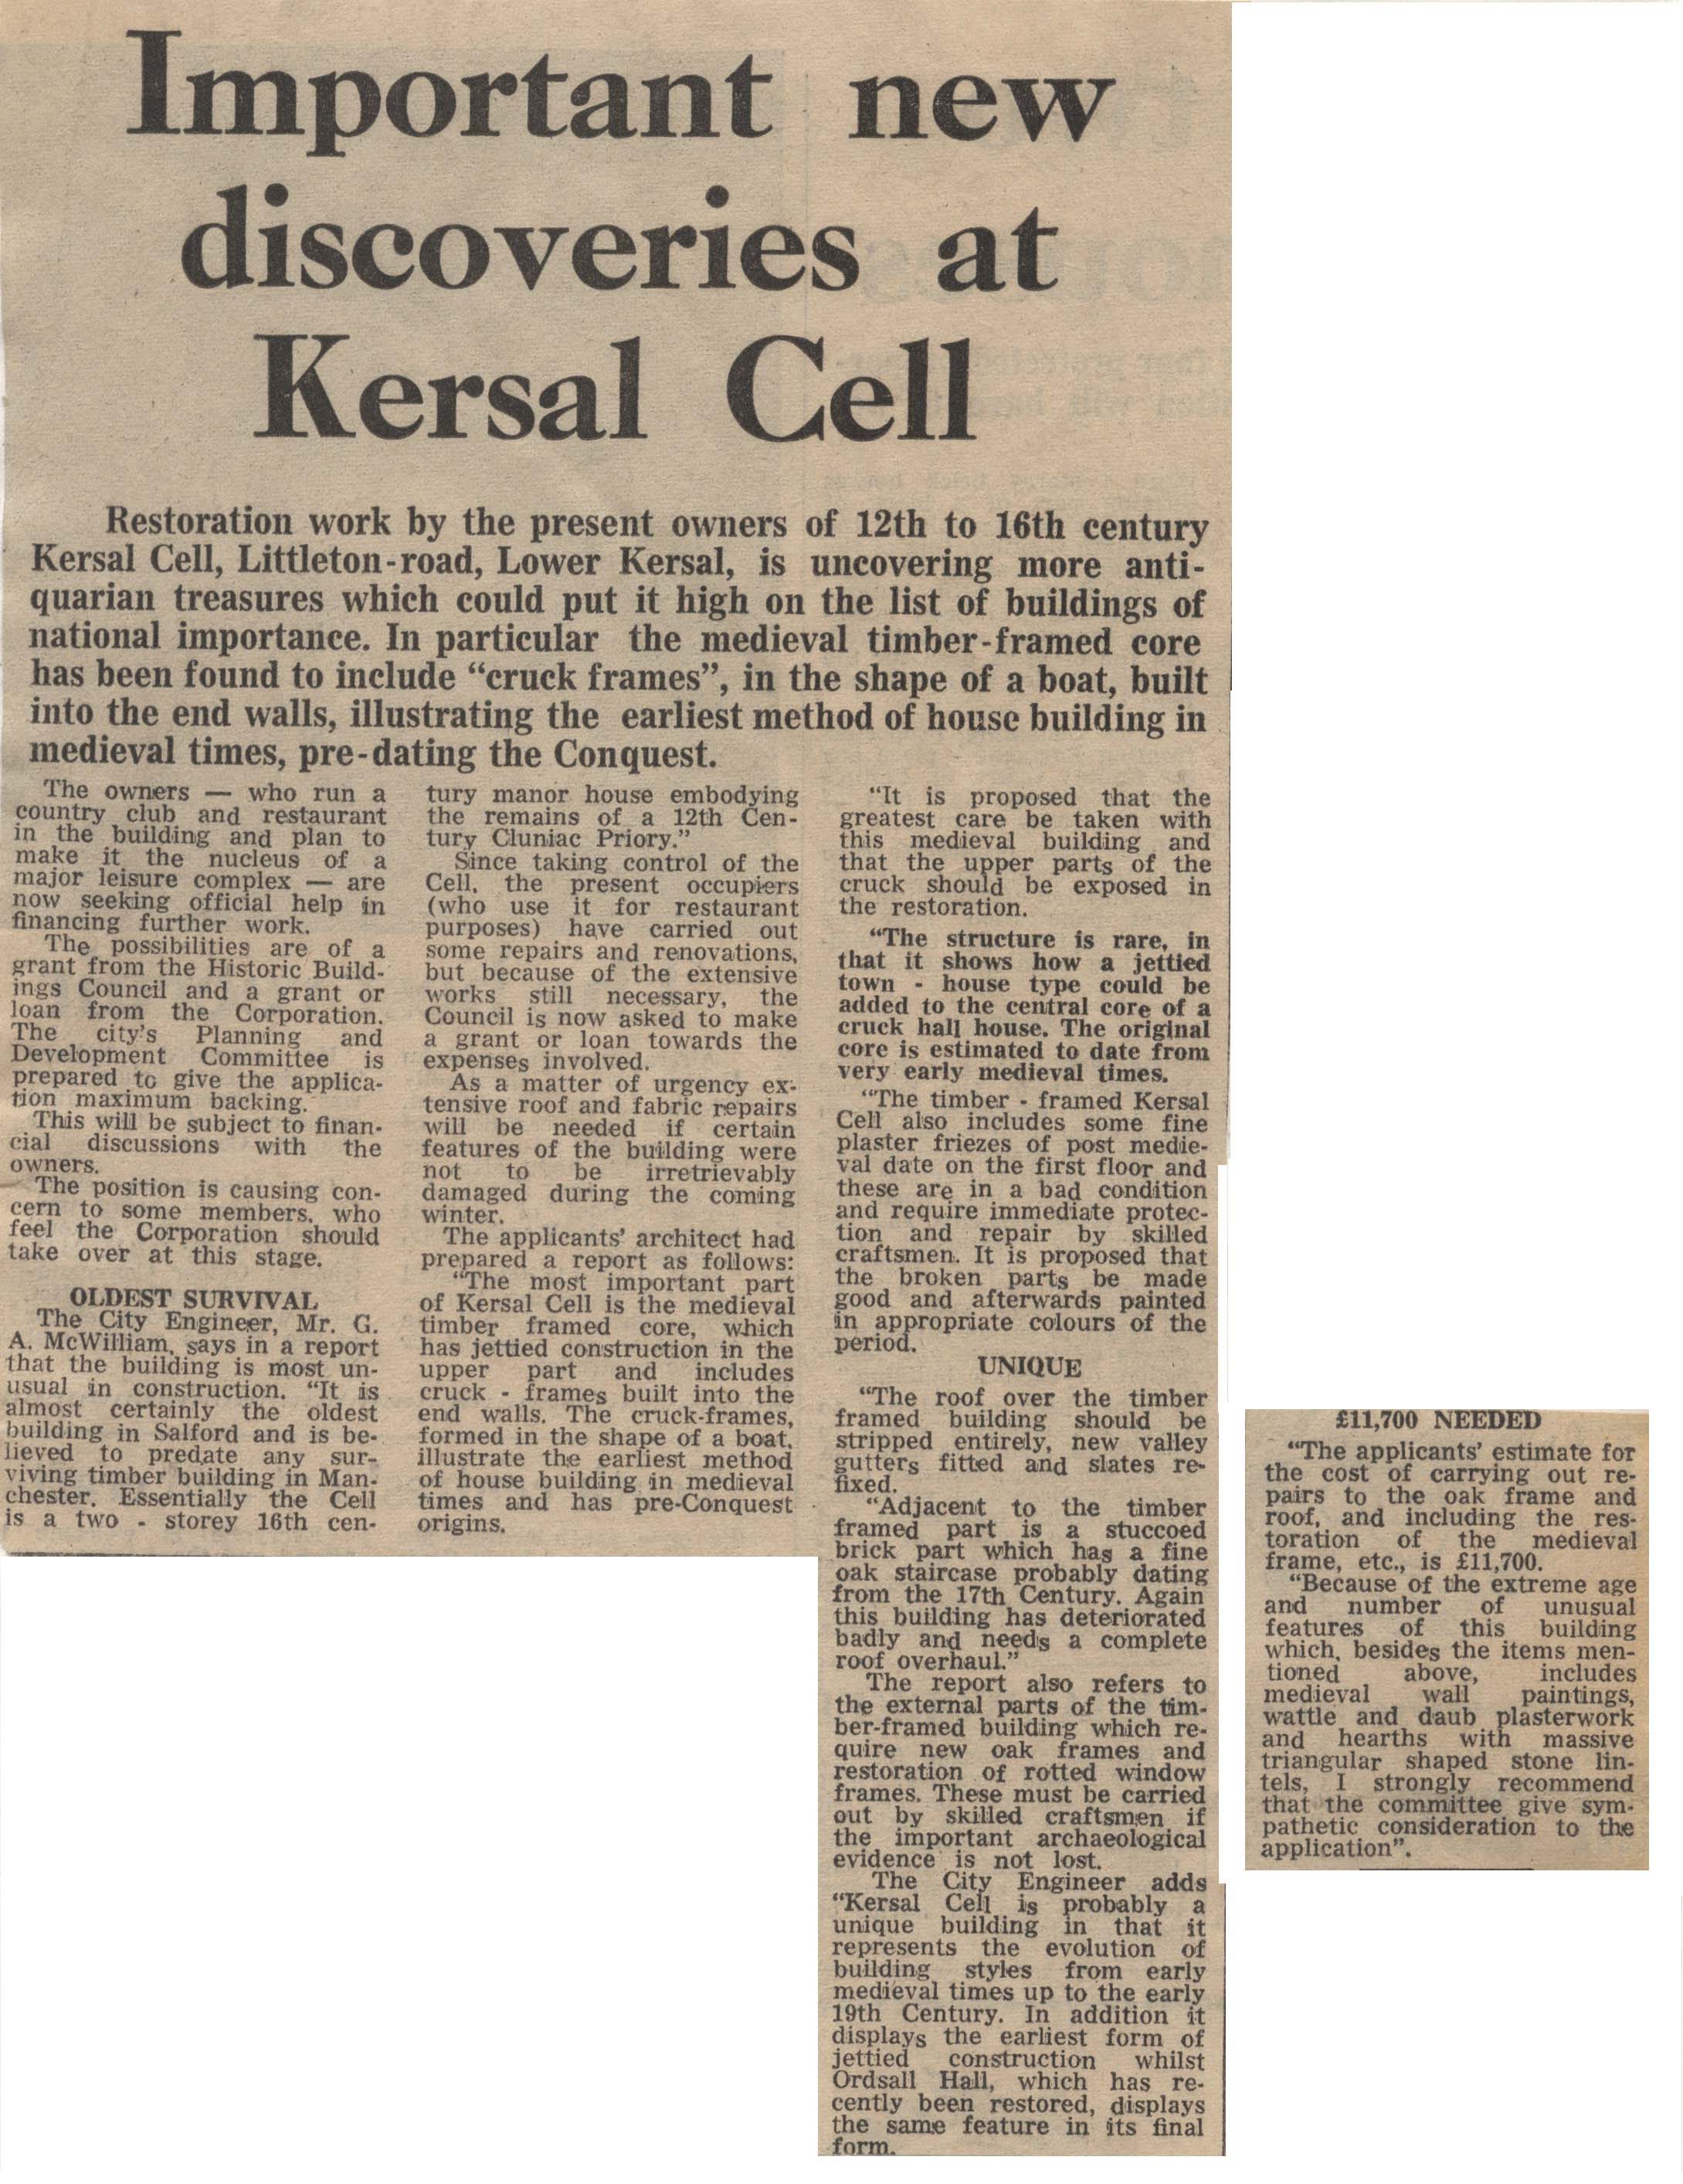 Important new
discoveries at
Kersal Cell
Restoration work by the present owners of 12th to 16th century
Kersal Cell, Littleton-road, Lower Kersal, is uncovering more anti-
quarian treasures which could put it high on the list of buildings of
national importance. In particular the medieval timber-framed core
has been found to include “cruck frames”, in the shape of a boat, built
into the end walls, illustrating the earliest method of house building in
medieval times, pre-dating the Conquest.
The owners — who run a
country club and restaurant
in the building and plan to
make it the nucleus of a
major leisure complex — are
now seeking official help in
financing further work.
The possibilities are of a
grant from the Historic Build-
ings Council and a grant or
loan from the Corporation.
The city's Planning and
Development Committee is
prepared to give the applica-
tion maximum backing.
This will be subject to finan-
cial discussions with the
owners.
The position is causing con-
cern to some members, who
feel the Corporation should
take over at this stage.
OLDEST SURVIVAL
The City Engineer, Mr. G.
A. McWilliam, says in a report
that the building is most un-
usual in construction. “It is
almost certainly the oldest
building in Salford and is be-
lieved to predate any sur-
viving timber building in Man-
chester. Essentially the Cell
is a two - storey 16th cen-
tury manor house embodying
the remains of a 12th Cen-
tury Cluniac Priory.”
Since taking control of the
Cell, the present occupiers
(who use it for restaurant
purposes) have carried out
some repairs and renovations,
but because of the extensive
works still necessary, the
Council is now asked to make
a grant or loan towards the
expenses involved.
As a matter of urgency ex-
tensive roof and fabric repairs
will be needed if certain
features of the building were
not to be irretrievably
damaged during the coming
winter.
The applicants' architect had
prepared a report as follows:
“The most important part
of Kersal Cell is the medieval
timber framed core, which
has jettied construction in the
upper part and includes
cruck - frames built into the
end walls. The cruck-frames,
formed in the shape of a boat,
illustrate the earliest method
of house building in medieval
times and has pre-Conquest
origins.
“It is proposed that the
greatest care be taken with
this medieval building and
that the upper parts of the
cruck should be exposed in
the restoration.
“The structure is rare, in
that it shows how a jettied
town - house type could be
added to the central core of a
cruck hall house. The original
core is estimated to date from
very early medieval times.
“The timber - framed Kersal
Cell also includes some fine
plaster friezes of post medie-
val date on the first floor and
these are in a bad condition
and require immediate protec-
tion and repair by skilled
craftsmen. It is proposed that
the broken parts be made
good and afterwards painted
in appropriate colours of the
period.
UNIQUE
“The roof over the timber
framed building should be
stripped entirely, new valley
gutters fitted and slates re-
fixed.
“Adjacent to the timber
framed part is a stuccoed
brick part which has a fine
oak staircase probably dating
from the 17th Century. Again
this building has deteriorated
badly and needs a complete
roof overhaul.”
The report also refers to
the external parts of the tim-
ber-framed building which re-
quire new oak frames and
restoration of rotted window
frames. These must be carried
out by skilled craftsmen if
the important archaeological
evidence is not lost.
The City Engineer adds
“Kersal Cell is probably a
unique building in that it
represents the evolution of
building styles from early
medieval times up to the early
19th Century. In addition it
displays the earliest form of
jettied construction whilst
Ordsall Hall, which has re-
cently been restored, displays
the same feature in its final
form.
£11,700 NEEDED
“The applicants' estimate for
the cost of carrying out re-
pairs to the oak frame and
roof, and including the res-
toration of the medieval
frame, etc., is £11,700.
“Because of the extreme age
and number of unusual
features of this building
which, besides the items men-
tioned above, includes
medieval wall paintings,
wattle and daub plasterwork
and hearths with massive
triangular shaped stone lin-
tels, I strongly recommend
that the committee give sym-
pathetic consideration to the
application”.